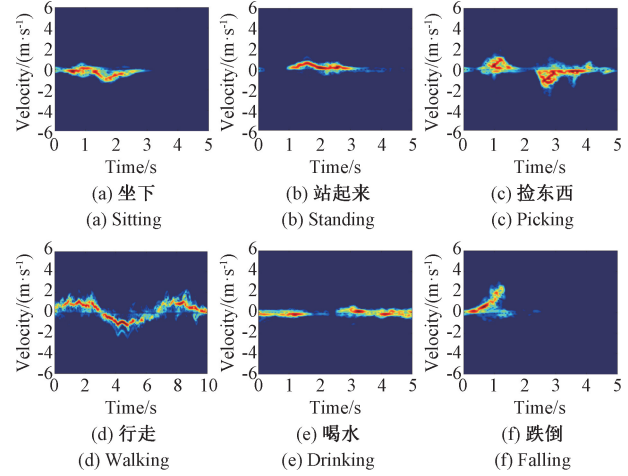 6
4
2
0
-2
-4
-6
Velocity/(m·s⁻¹)
0 1 2 3 4 5
Time/s
(a) 坐下
(a) Sitting
6
4
2
0
-2
-4
-6
Velocity/(m·s⁻¹)
0 1 2 3 4 5
Time/s
(b) 站起来
(b) Standing
6
4
2
0
-2
-4
-6
Velocity/(m·s⁻¹)
0 1 2 3 4 5
Time/s
(c) 捡东西
(c) Picking
6
4
2
0
-2
-4
-6
Velocity/(m·s⁻¹)
0 2 4 6 8 10
Time/s
(d) 行走
(d) Walking
6
4
2
0
-2
-4
-6
Velocity/(m·s⁻¹)
0 1 2 3 4 5
Time/s
(e) 喝水
(e) Drinking
6
4
2
0
-2
-4
-6
Velocity/(m·s⁻¹)
0 1 2 3 4 5
Time/s
(f) 跌倒
(f) Falling